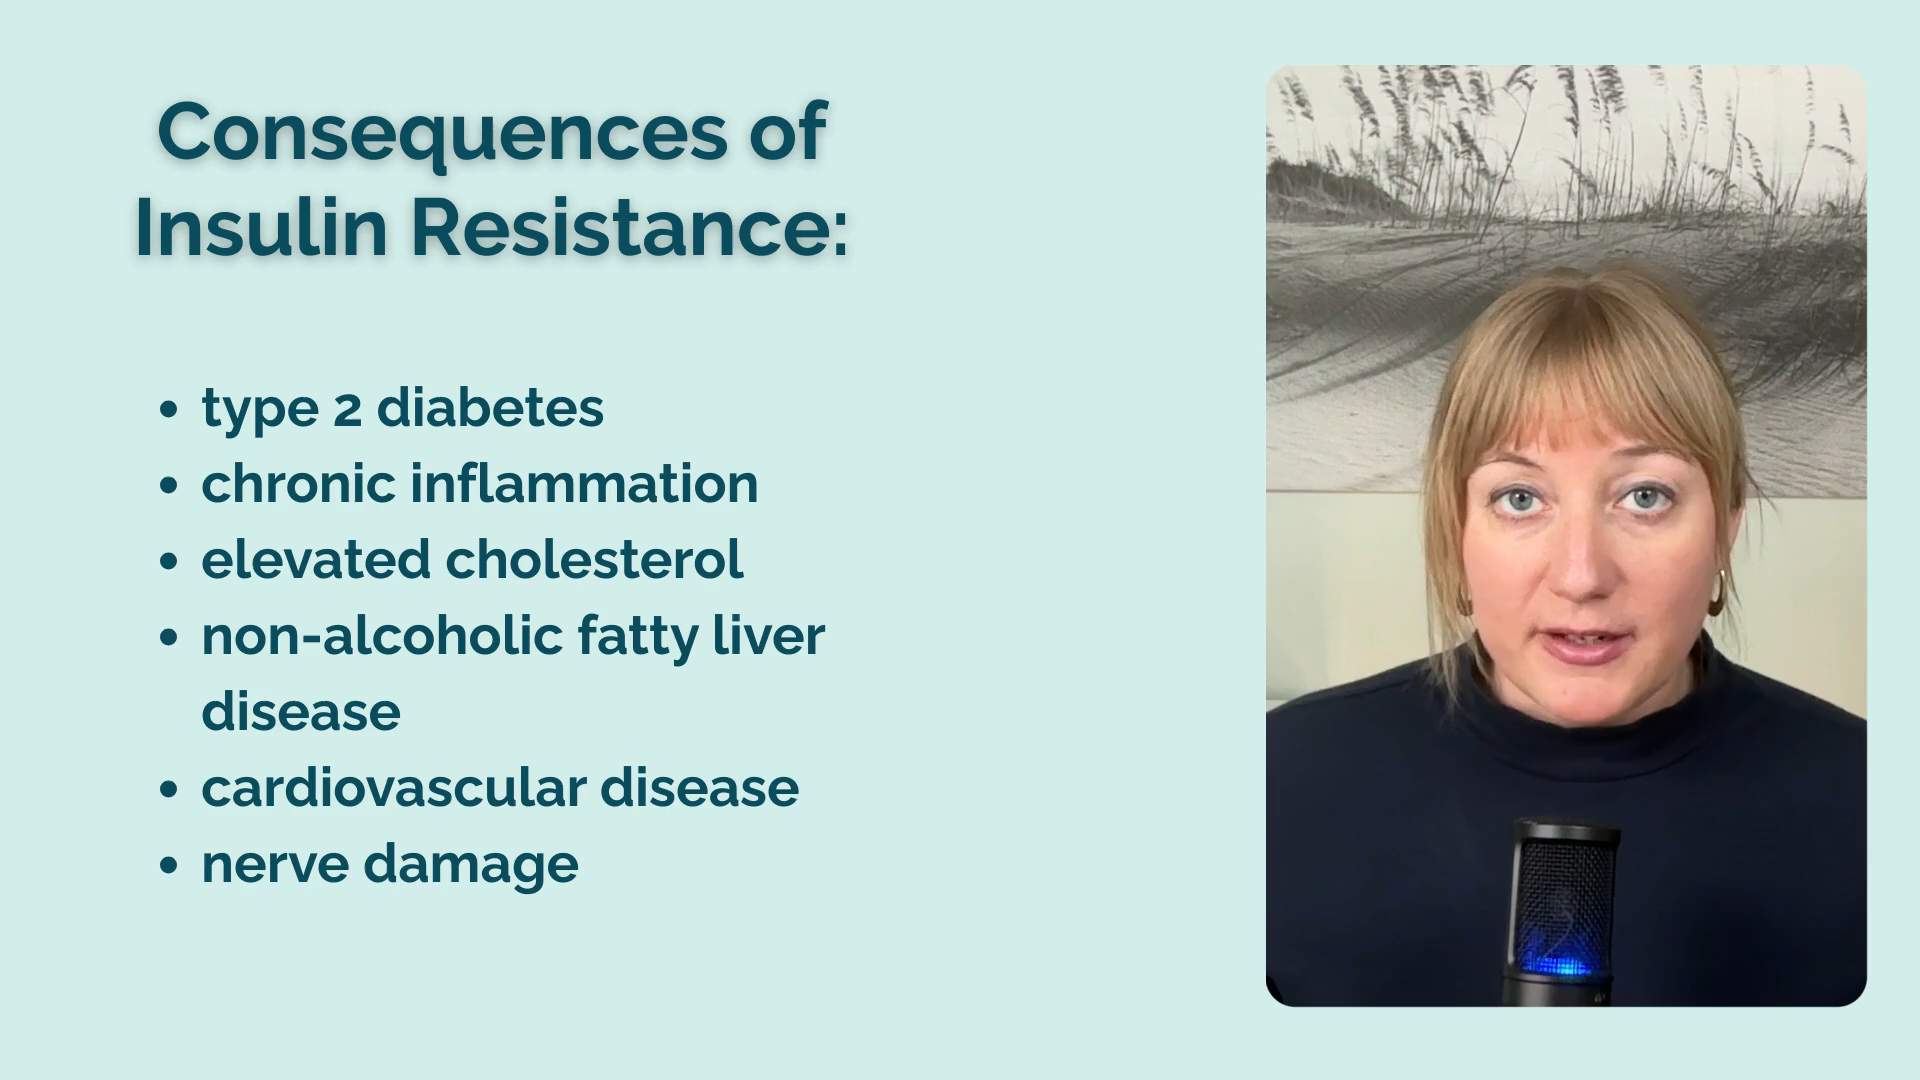 Consequences of
Insulin Resistance:
• type 2 diabetes
• chronic inflammation
• elevated cholesterol
• non-alcoholic fatty liver
disease
• cardiovascular disease
• nerve damage